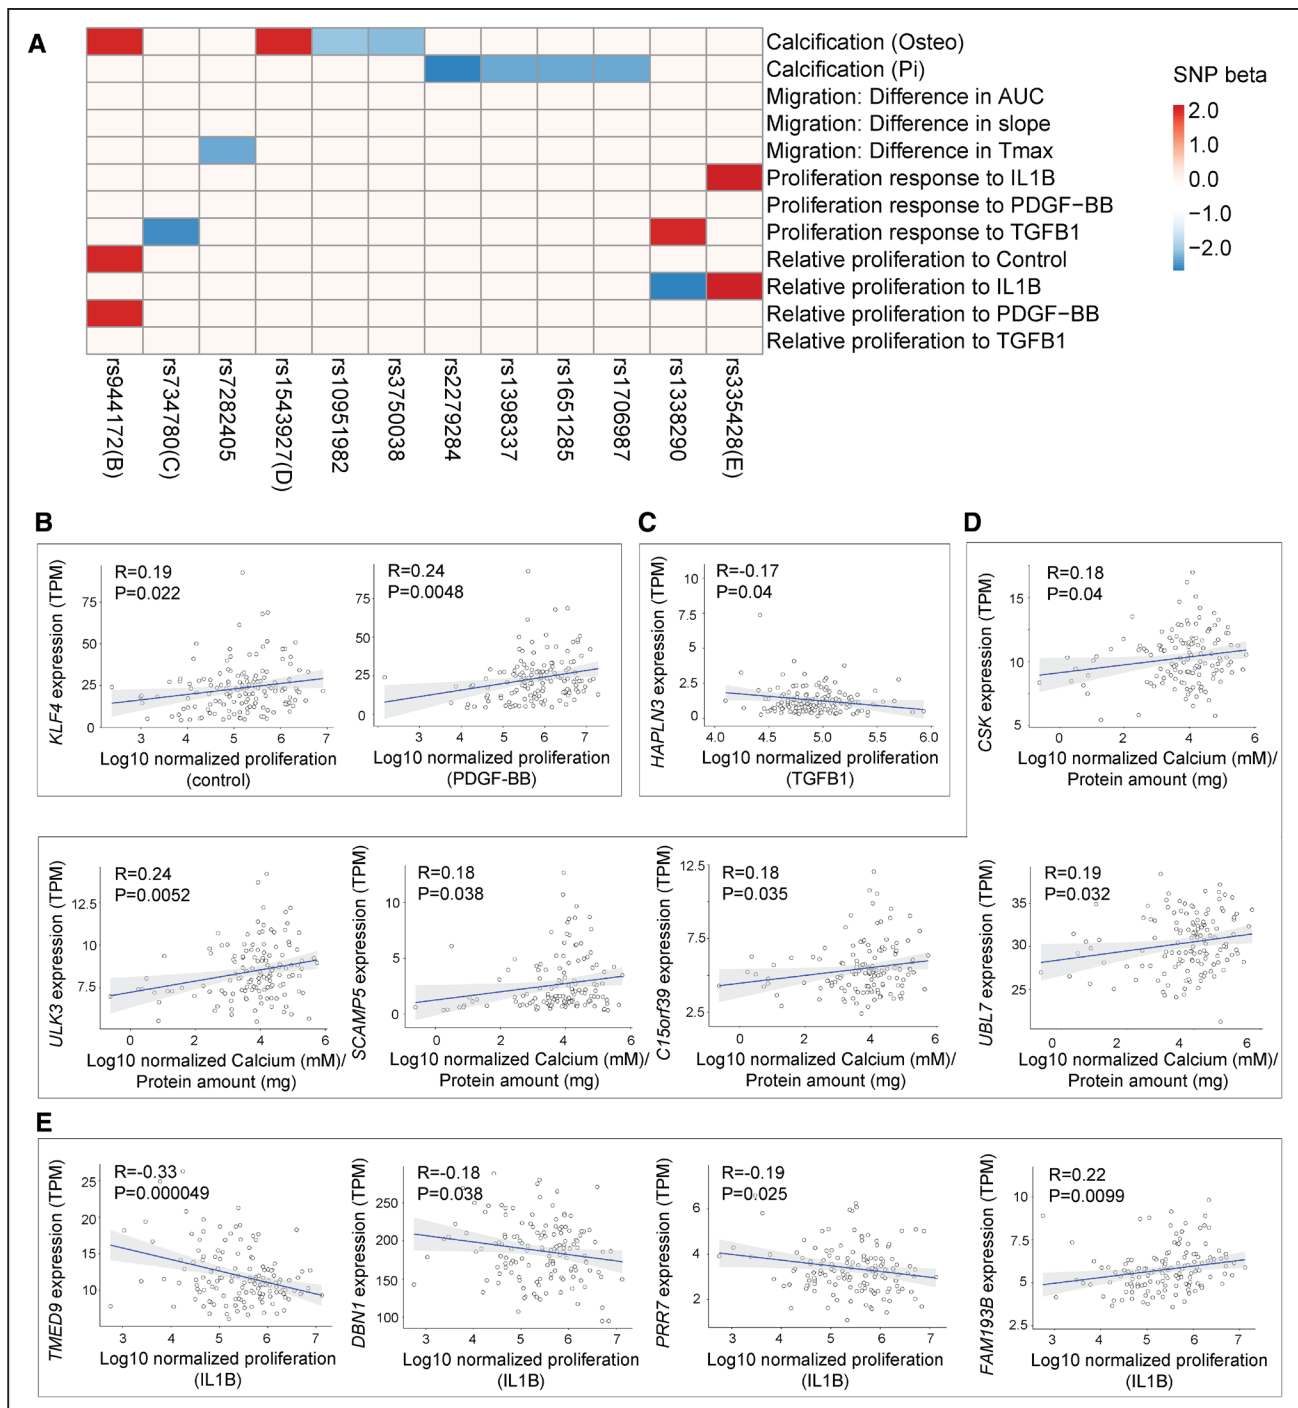 A
Calcification (Osteo)
Calcification (Pi)
Migration: Difference in AUC
Migration: Difference in slope
Migration: Difference in Tmax
Proliferation response to IL1B
Proliferation response to PDGF−BB
Proliferation response to TGFB1
Relative proliferation to Control
Relative proliferation to IL1B
Relative proliferation to PDGF−BB
Relative proliferation to TGFB1
SNP beta
2.0
1.0
0.0
−1.0
−2.0
rs944172(B)
rs734780(C)
rs7282405
rs1543927(D)
rs10951982
rs3750038
rs2279284
rs1398337
rs1651285
rs1706987
rs1338290
rs335428(E)
B
KLF4 expression (TPM)
R=0.19
P=0.022
75
50
25
0
3 4 5 6 7
Log10 normalized proliferation
(control)
R=0.24
P=0.0048
75
50
25
0
3 4 5 6 7
Log10 normalized proliferation
(PDGF-BB)
C
HAPLN3 expression (TPM)
R=-0.17
P=0.04
10
7.5
5
2.5
0
4.0 4.5 5.0 5.5 6.0
Log10 normalized proliferation
(TGFB1)
D
CSK expression (TPM)
R=0.18
P=0.04
15
10
5
0 2 4 6
Log10 normalized Calcium (mM)/
Protein amount (mg)
ULK3 expression (TPM)
R=0.24
P=0.0052
12.5
10
7.5
0 2 4 6
Log10 normalized Calcium (mM)/
Protein amount (mg)
SCAMP5 expression (TPM)
R=0.18
P=0.038
10
5
0
0 2 4 6
Log10 normalized Calcium (mM)/
Protein amount (mg)
C15orf39 expression (TPM)
R=0.18
P=0.035
12.5
7.5
5
2.5
0 2 4 6
Log10 normalized Calcium (mM)/
Protein amount (mg)
UBL7 expression (TPM)
R=0.19
P=0.032
35
30
25
0 2 4 6
Log10 normalized Calcium (mM)/
Protein amount (mg)
E
TMED9 expression (TPM)
R=-0.33
P=0.000049
25
20
15
10
3 4 5 6 7
Log10 normalized proliferation
(IL1B)
DBN1 expression (TPM)
R=-0.18
P=0.038
250
200
150
100
3 4 5 6 7
Log10 normalized proliferation
(IL1B)
PRR7 expression (TPM)
R=-0.19
P=0.025
6
4
2
3 4 5 6 7
Log10 normalized proliferation
(IL1B)
FAM193B expression (TPM)
R=0.22
P=0.0099
10
7.5
5
2.5
3 4 5 6 7
Log10 normalized proliferation
(IL1B)